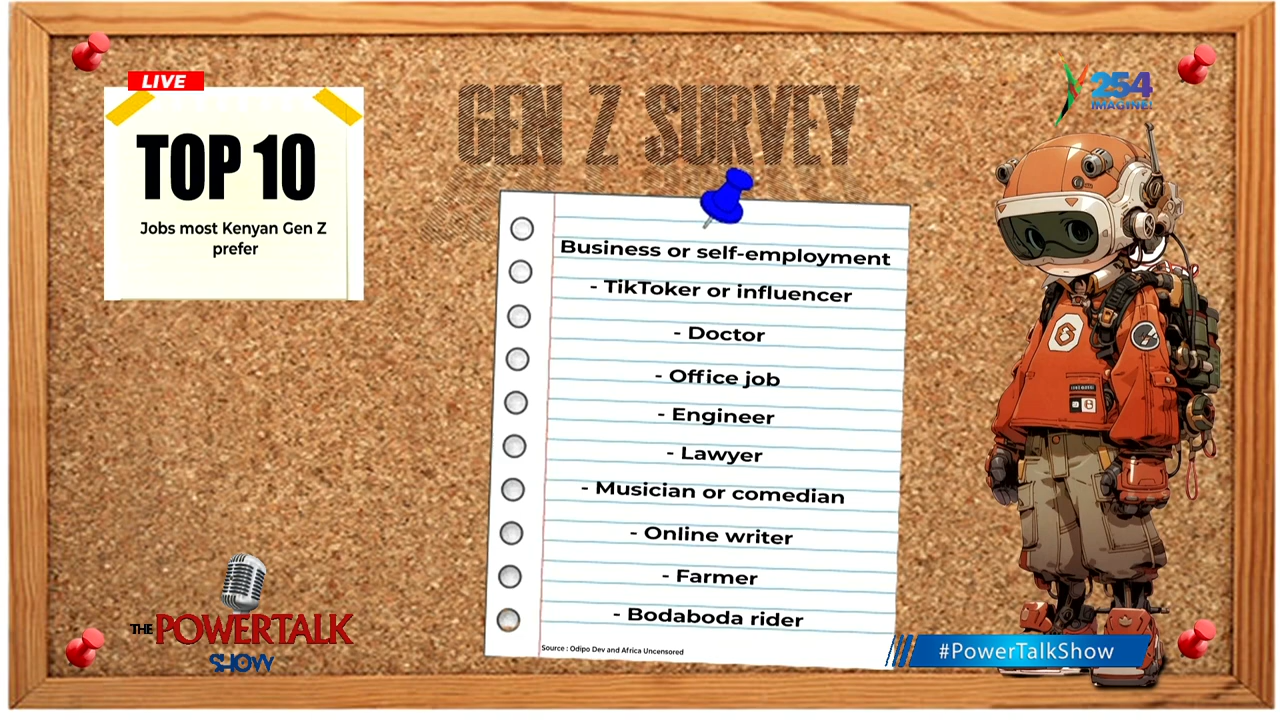 LIVE
TOP 10
Jobs most Kenyan Gen Z
prefer
GEN Z SURVEY
Y254
IMAGINE!
Business or self-employment
- TikToker or influencer
- Doctor
- Office job
- Engineer
- Lawyer
- Musician or comedian
- Online writer
- Farmer
- Bodaboda rider
Source : Odipo Dev and Africa Uncensored
THE POWERTALK
SHOW
#PowerTalkShow